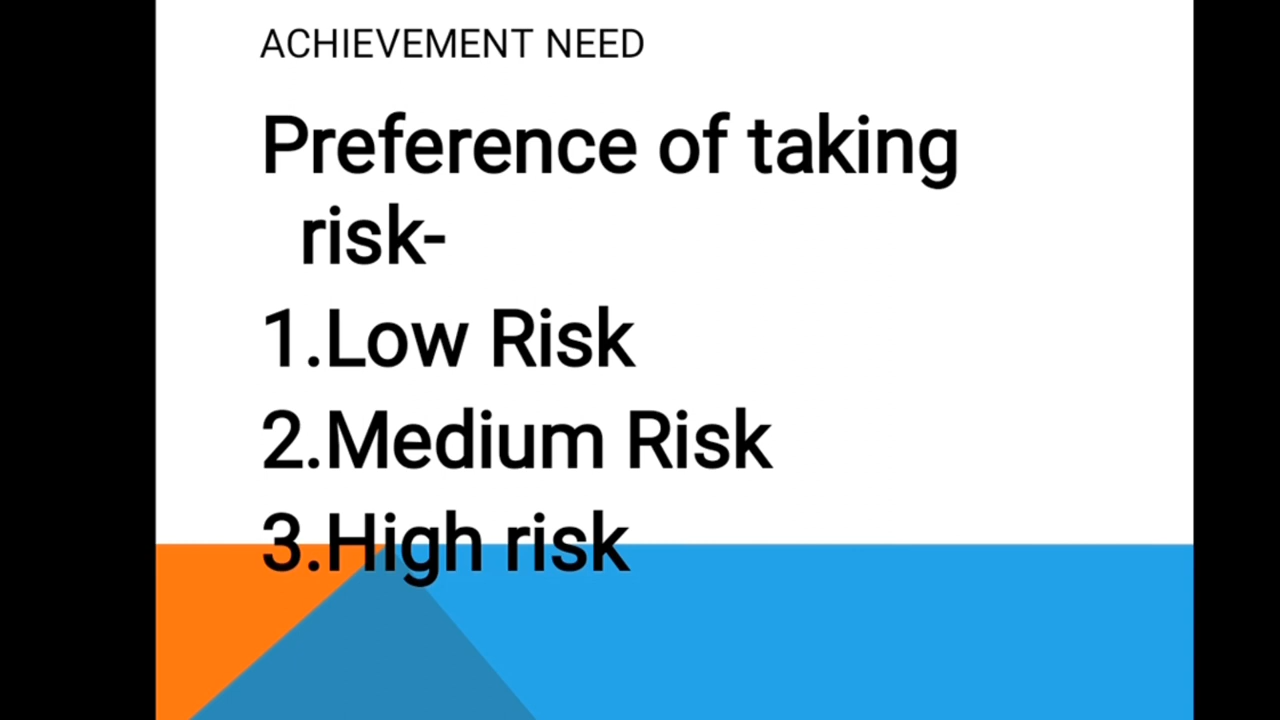 ACHIEVEMENT NEED
Preference of taking
risk-
1.Low Risk
2.Medium Risk
3.High risk